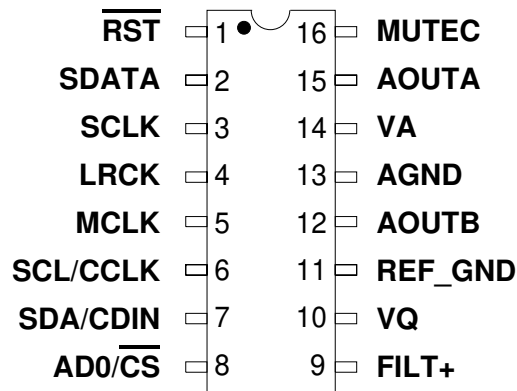 RST 1 16 MUTEC
SDATA 2 15 AOUTA
SCLK 3 14 VA
LRCK 4 13 AGND
MCLK 5 12 AOUTB
SCL/CCLK 6 11 REF_GND
SDA/CDIN 7 10 VQ
AD0/CS 8 9 FILT+